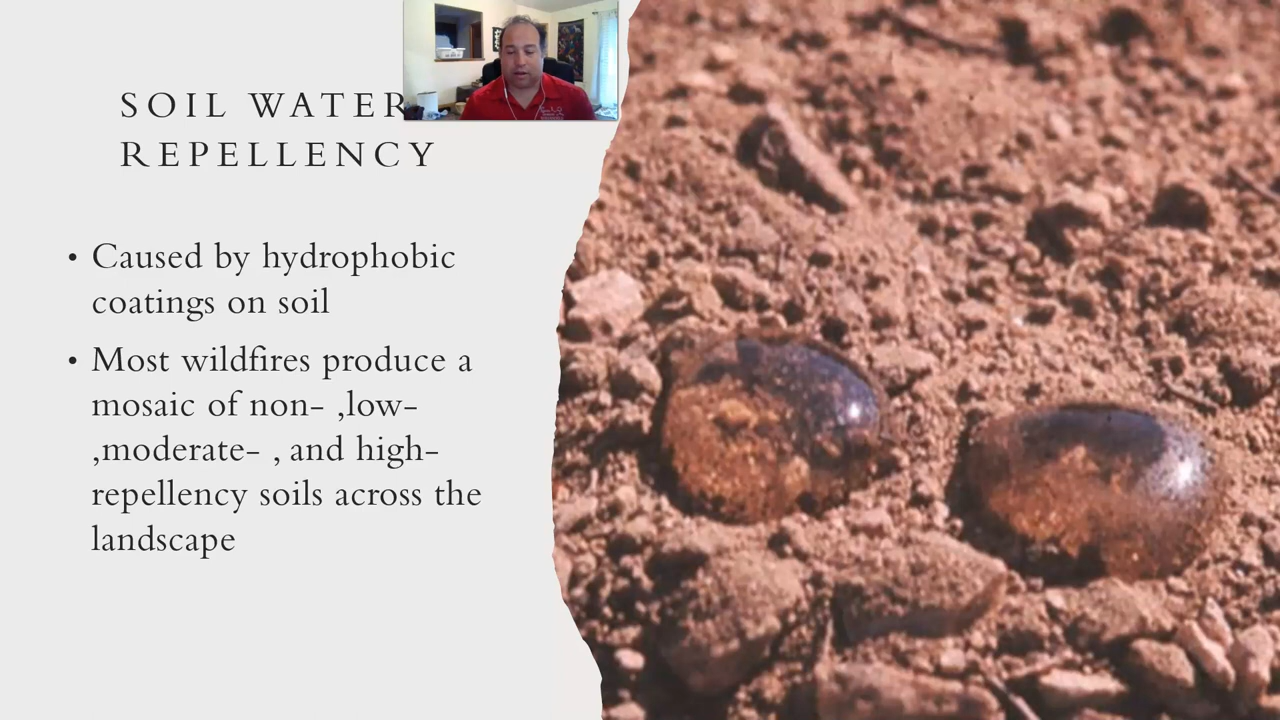 SOIL WATER
REPELLENCY
• Caused by hydrophobic
coatings on soil
• Most wildfires produce a
mosaic of non- ,low-
,moderate- , and high-
repellency soils across the
landscape